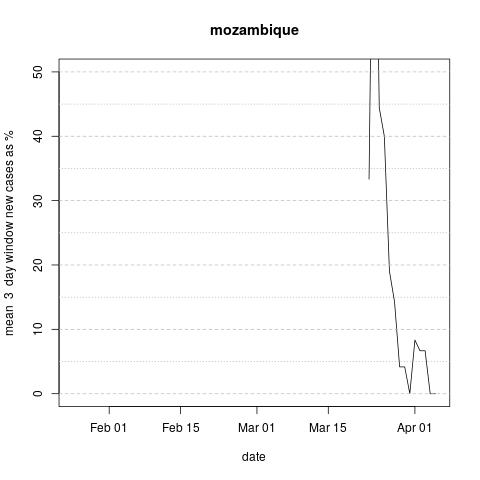 mozambique
mean  3  day window new cases as %
50
40
30
20
10
0
Feb 01
Feb 15
Mar 01
Mar 15
Apr 01
date